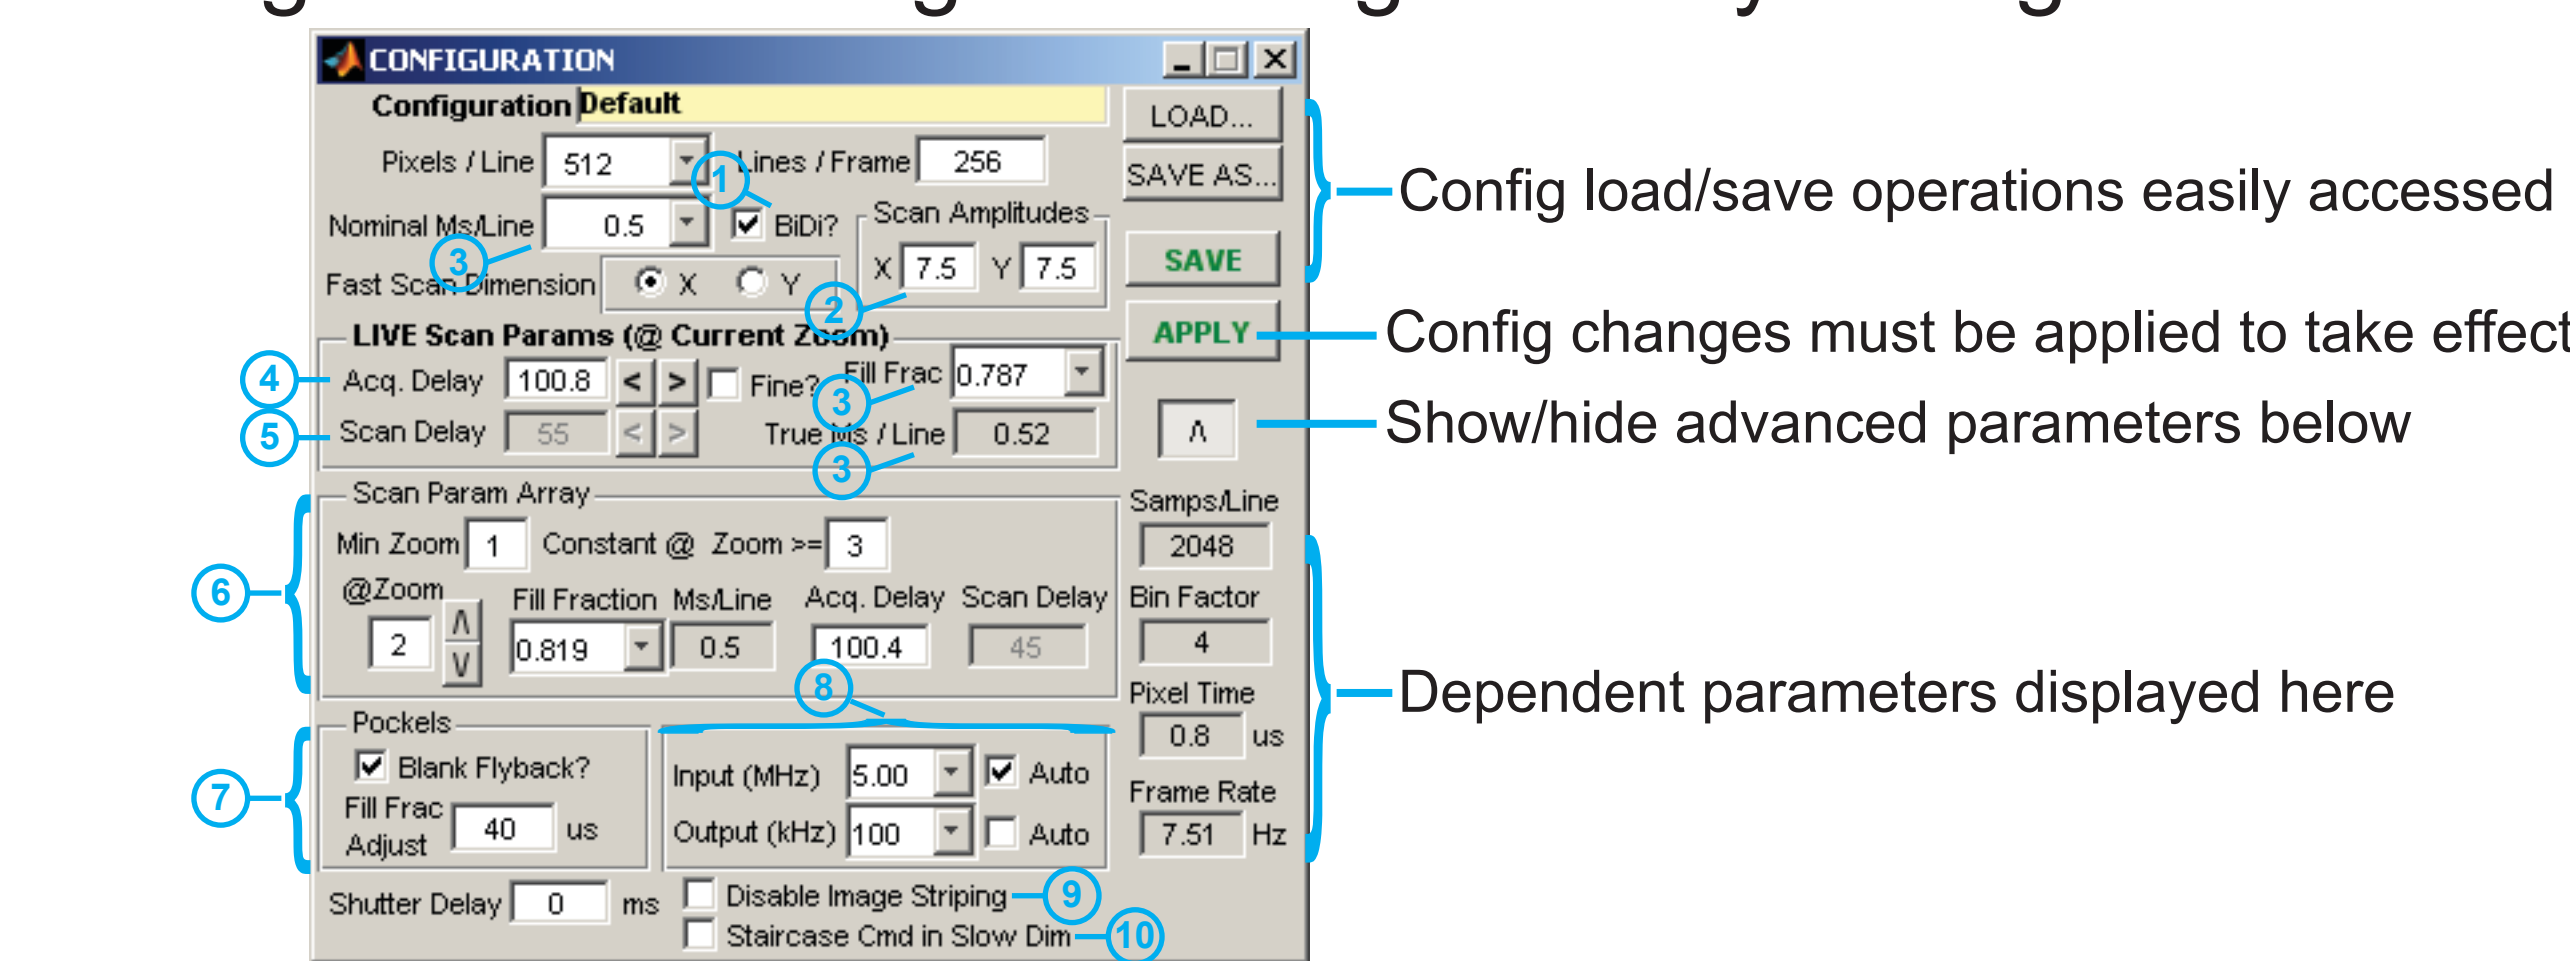 CONFIGURATION
Configuration Default
LOAD...
Pixels / Line 512 Lines / Frame 256
SAVE AS...
1
Config load/save operations easily accessed
Nominal Ms/Line 0.5 BiDi? Scan Amplitudes
X 7.5 Y 7.5
SAVE
3
Fast Scan Dimension X Y
2
LIVE Scan Params (@ Current Zoom)
APPLY
Config changes must be applied to take effect
4 Acq. Delay 100.8 < > Fine? Fill Frac 0.787
3
5 Scan Delay 55 < > True Ms / Line 0.52
3
Λ
Show/hide advanced parameters below
Scan Param Array
Min Zoom 1 Constant @ Zoom >= 3
6
@Zoom Fill Fraction Ms/Line Acq. Delay Scan Delay
2 Λ V 0.819 0.5 100.4 45
Samps/Line
2048
Bin Factor
4
Pixel Time
0.8 us
Frame Rate
7.51 Hz
Dependent parameters displayed here
8
Pockels
7
Blank Flyback?
Fill Frac
Adjust 40 us
Input (MHz) 5.00 Auto
Output (kHz) 100 Auto
Shutter Delay 0 ms
Disable Image Striping 9
Staircase Cmd in Slow Dim 10